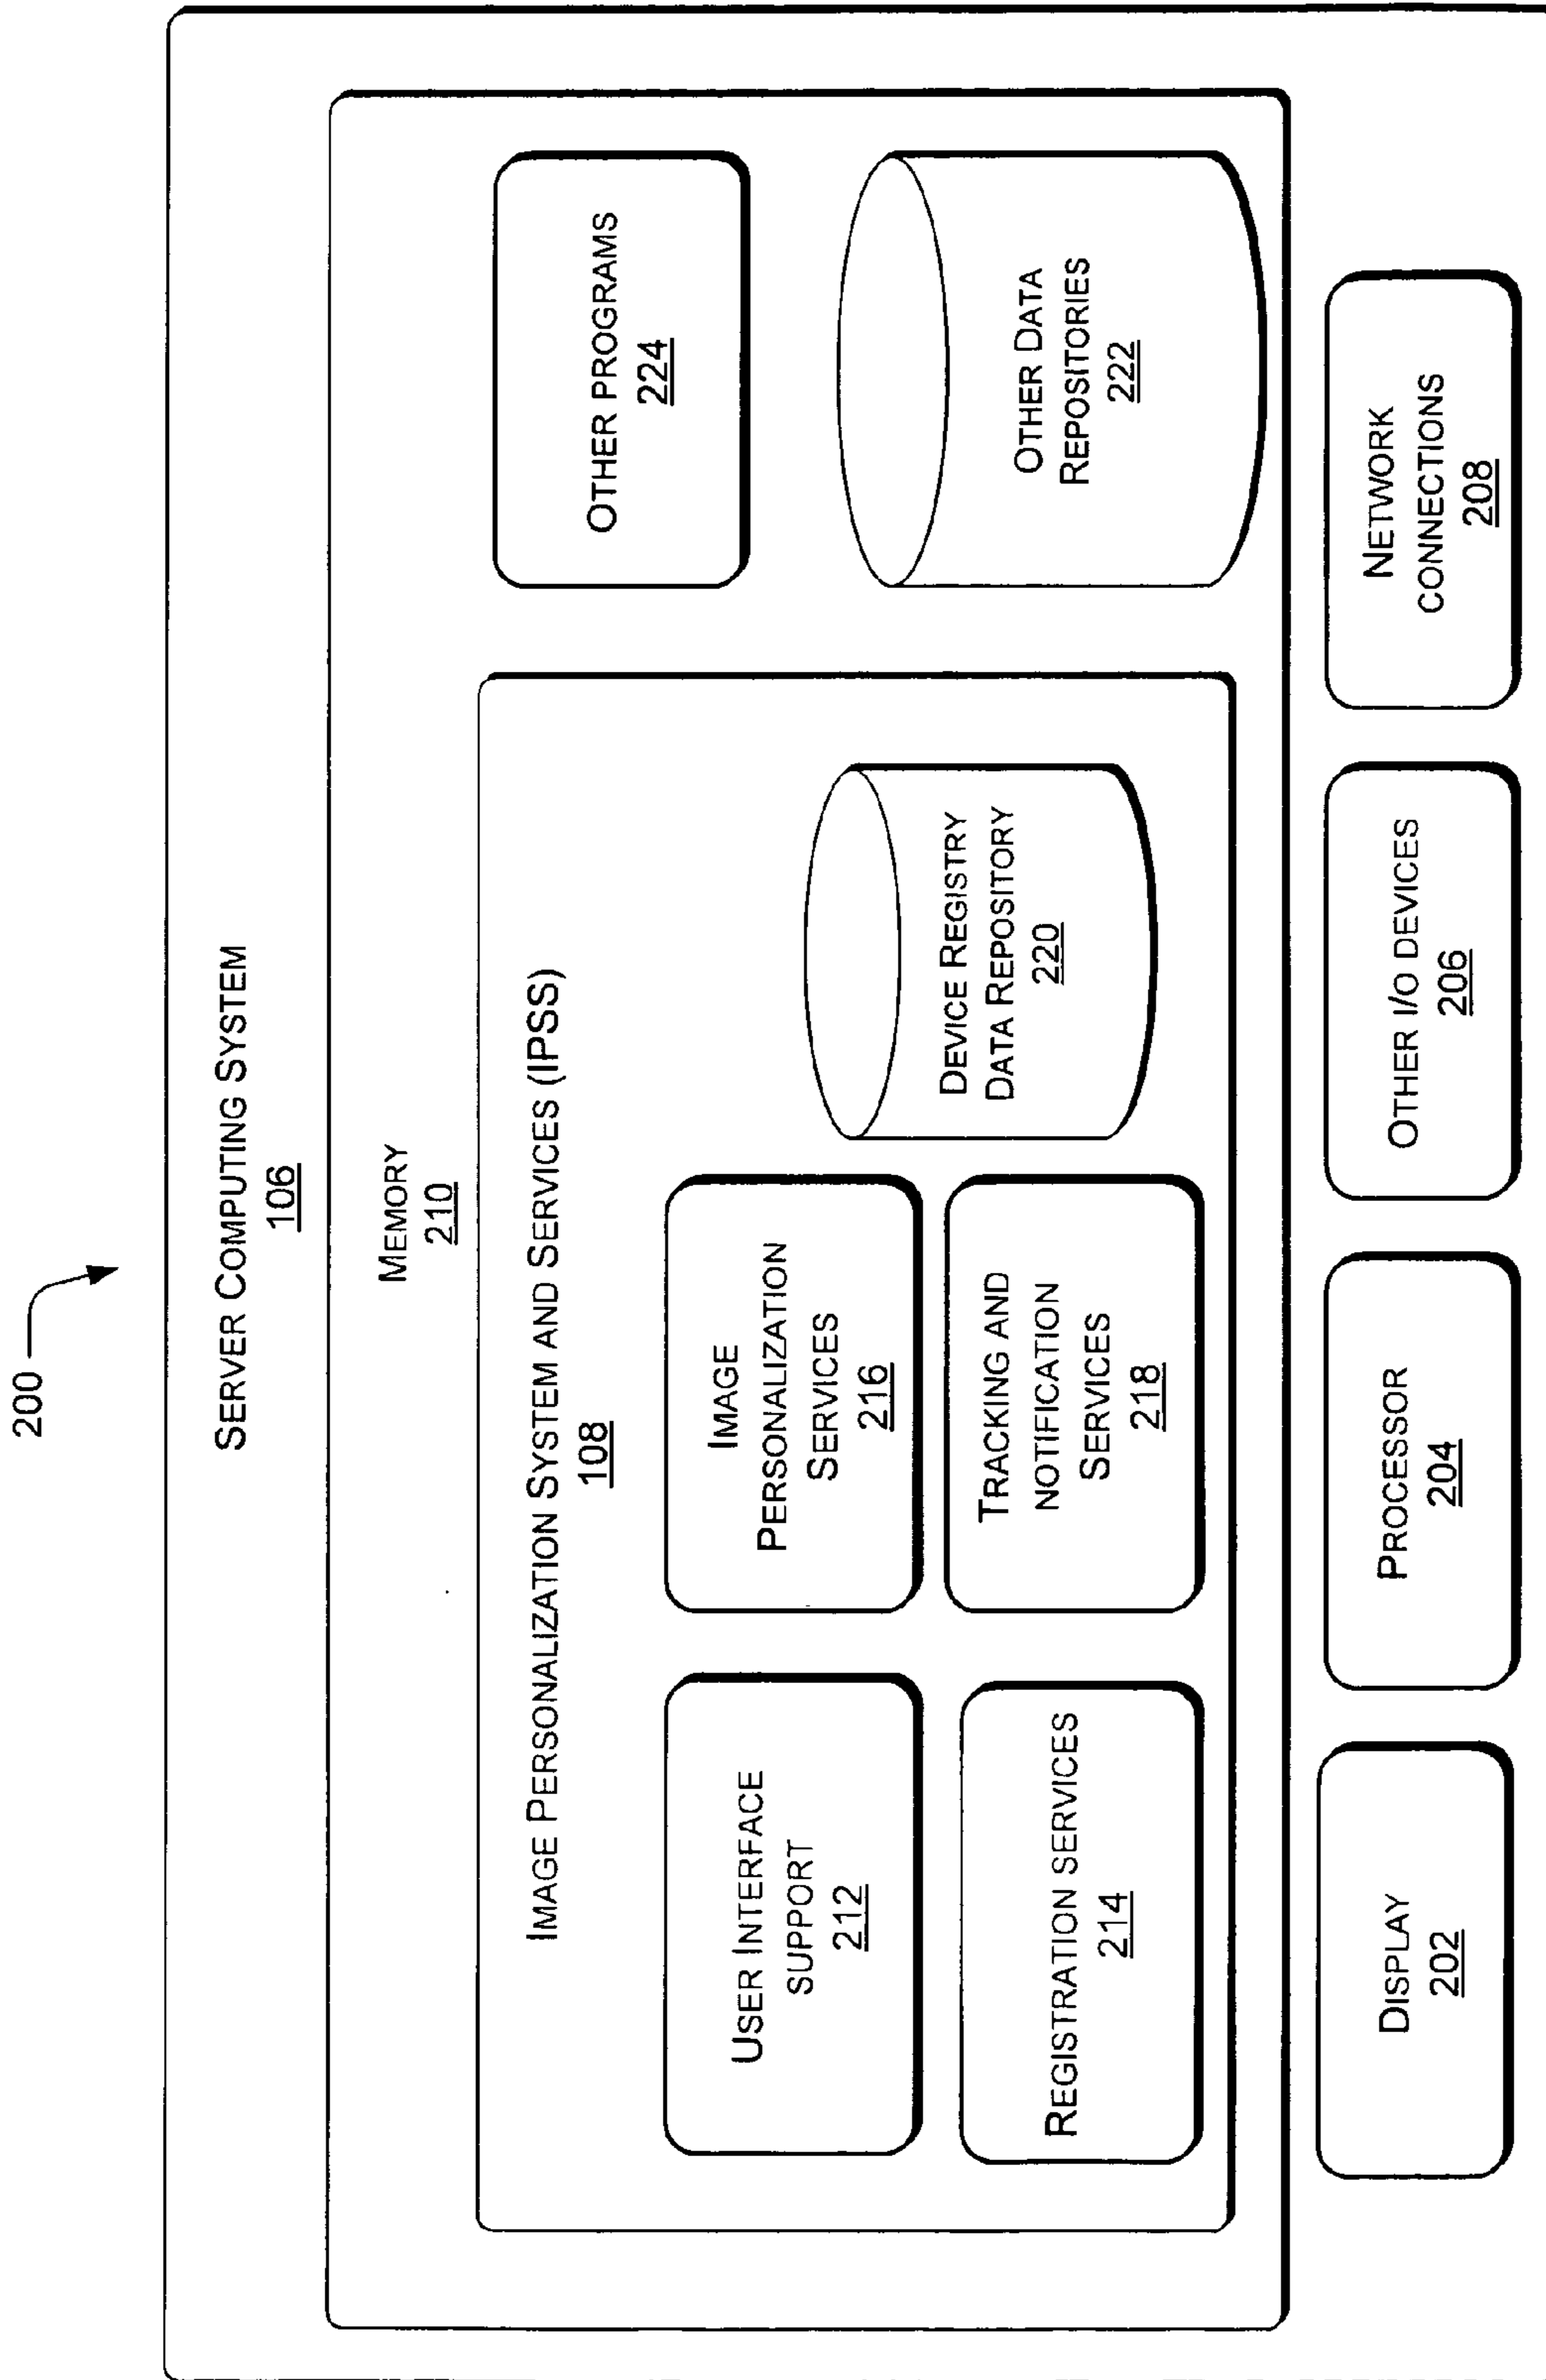 200
SERVER COMPUTING SYSTEM
106
MEMORY
210
IMAGE PERSONALIZATION SYSTEM AND SERVICES (IPSS)
108
USER INTERFACE
SUPPORT
212
IMAGE
PERSONALIZATION
SERVICES
216
REGISTRATION SERVICES
214
TRACKING AND
NOTIFICATION
SERVICES
218
DEVICE REGISTRY
DATA REPOSITORY
220
OTHER PROGRAMS
224
OTHER DATA
REPOSITORIES
222
DISPLAY
202
PROCESSOR
204
OTHER I/O DEVICES
206
NETWORK
CONNECTIONS
208